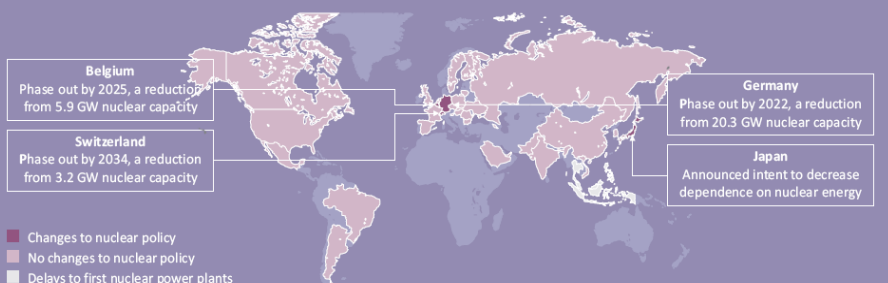 Belgium
Phase out by 2025, a reduction
from 5.9 GW nuclear capacity
Switzerland
Phase out by 2034, a reduction
from 3.2 GW nuclear capacity
Germany
Phase out by 2022, a reduction
from 20.3 GW nuclear capacity
Japan
Announced intent to decrease
dependence on nuclear energy
Changes to nuclear policy
No changes to nuclear policy
Delays to first nuclear power plants